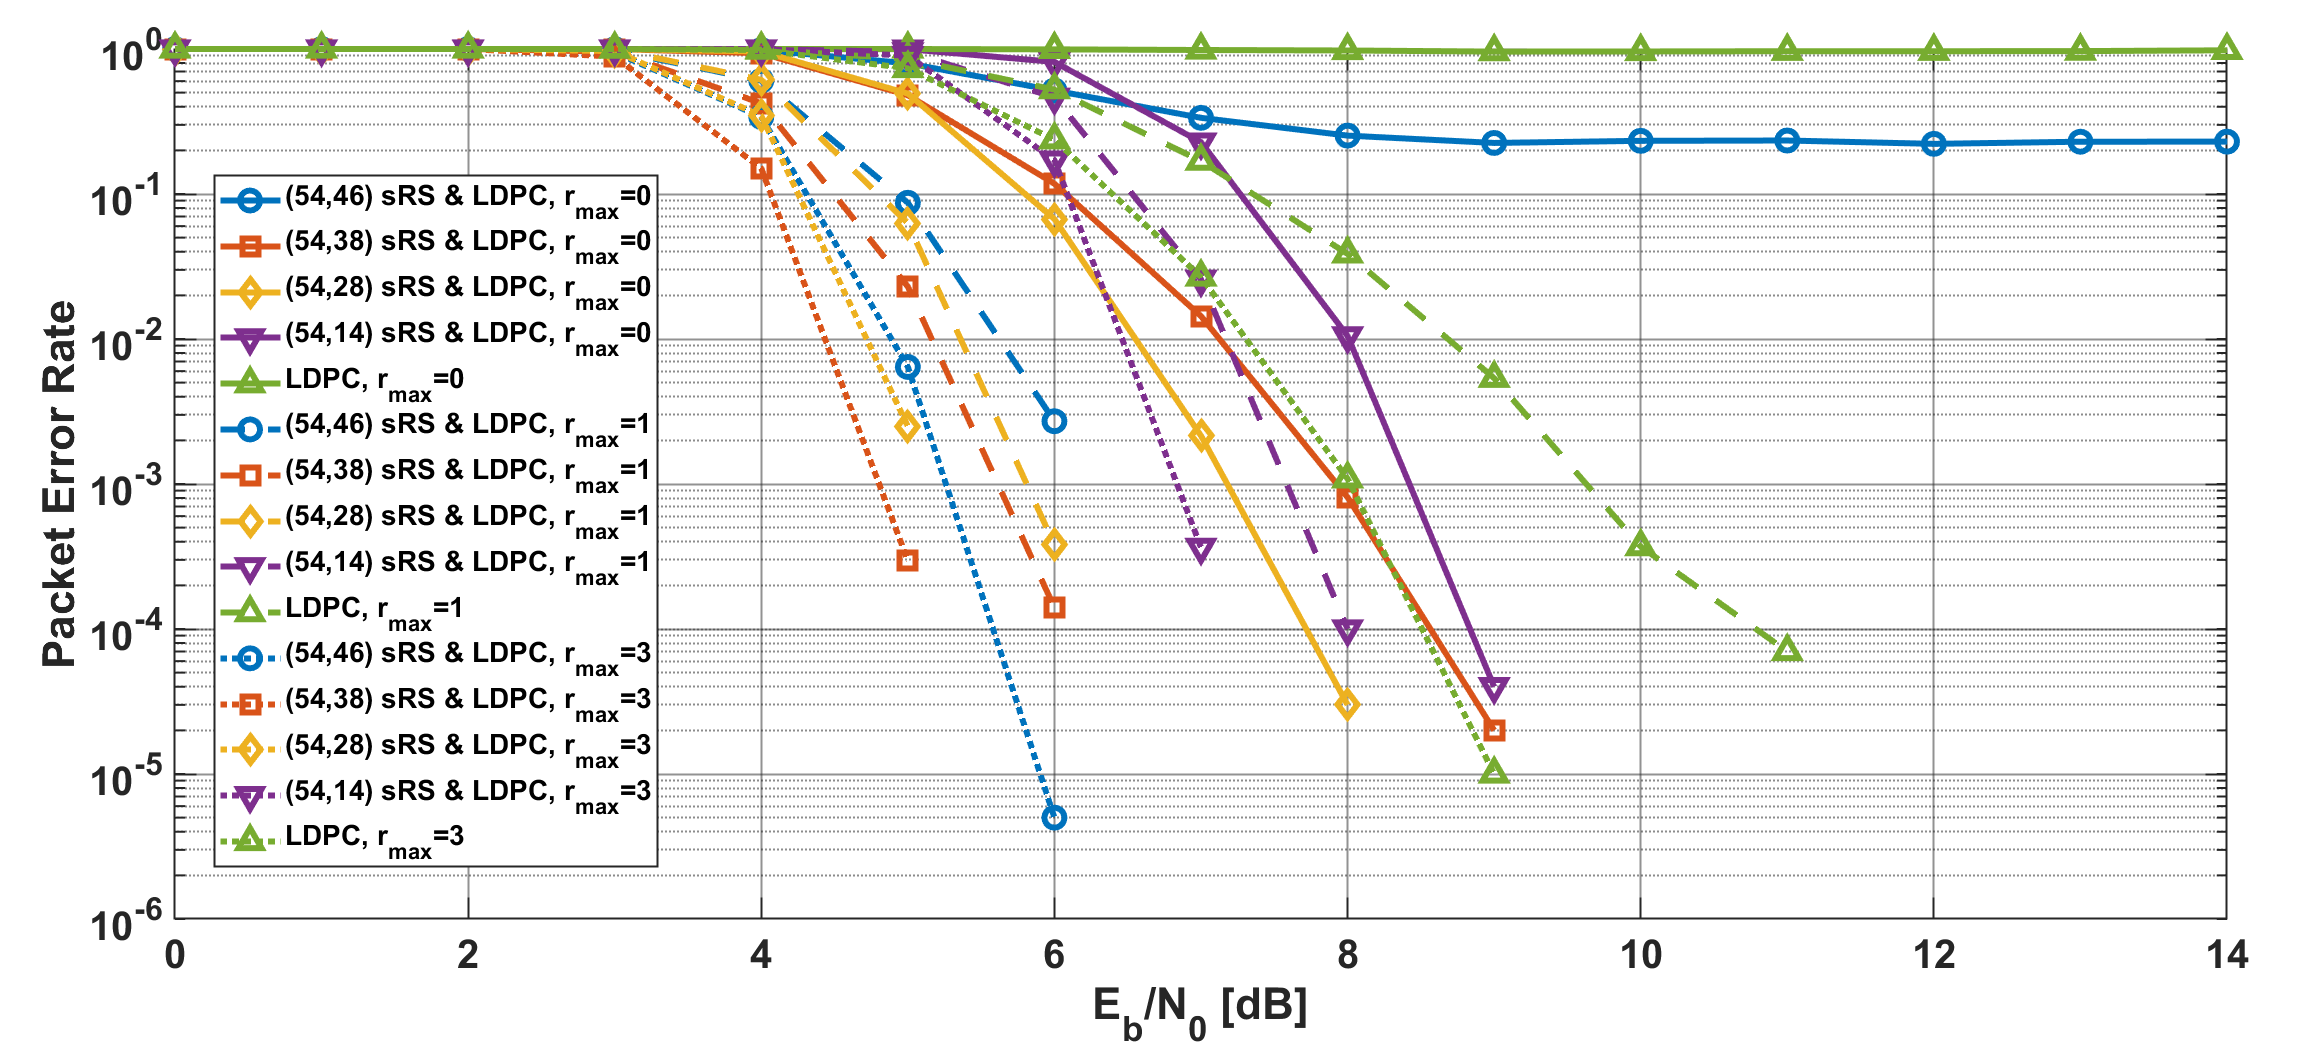 10^0
10^-1
10^-2
10^-3
10^-4
10^-5
10^-6
Packet Error Rate
(54,46) sRS & LDPC, r_max=0
(54,38) sRS & LDPC, r_max=0
(54,28) sRS & LDPC, r_max=0
(54,14) sRS & LDPC, r_max=0
LDPC, r_max=0
(54,46) sRS & LDPC, r_max=1
(54,38) sRS & LDPC, r_max=1
(54,28) sRS & LDPC, r_max=1
(54,14) sRS & LDPC, r_max=1
LDPC, r_max=1
(54,46) sRS & LDPC, r_max=3
(54,38) sRS & LDPC, r_max=3
(54,28) sRS & LDPC, r_max=3
(54,14) sRS & LDPC, r_max=3
LDPC, r_max=3
0 2 4 6 8 10 12 14
E_b/N_0 [dB]